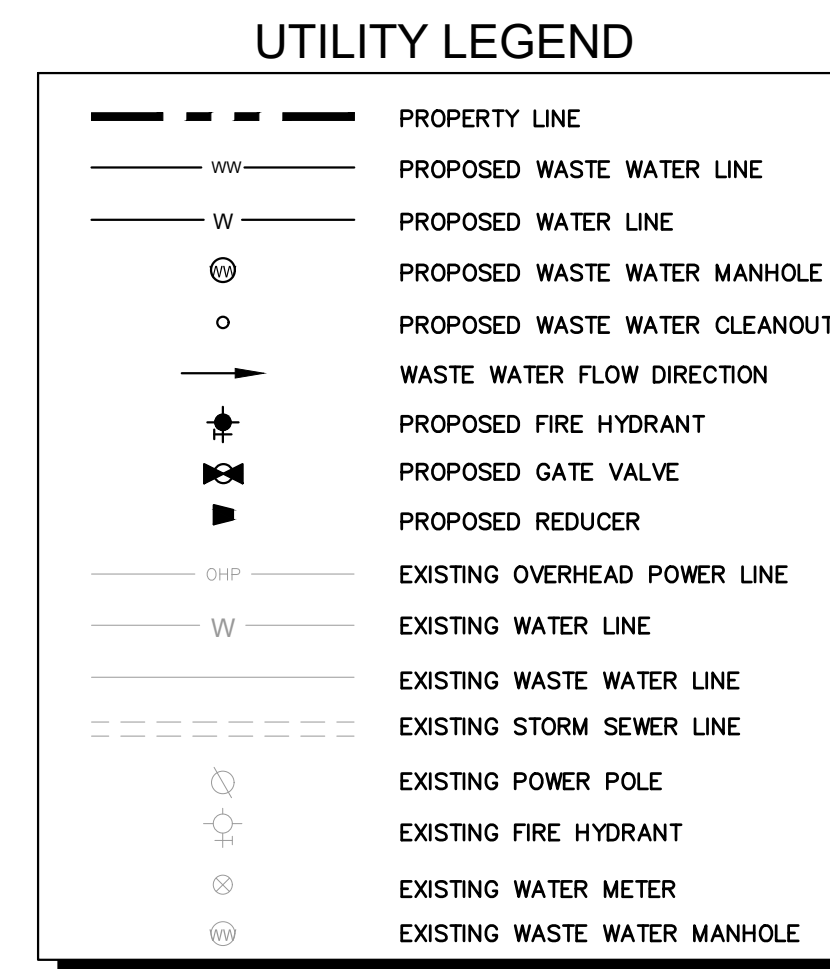 UTILITY LEGEND
PROPERTY LINE
WW PROPOSED WASTE WATER LINE
W PROPOSED WATER LINE
WW PROPOSED WASTE WATER MANHOLE
PROPOSED WASTE WATER CLEANOUT
WASTE WATER FLOW DIRECTION
PROPOSED FIRE HYDRANT
PROPOSED GATE VALVE
PROPOSED REDUCER
OHP EXISTING OVERHEAD POWER LINE
W EXISTING WATER LINE
EXISTING WASTE WATER LINE
EXISTING STORM SEWER LINE
EXISTING POWER POLE
EXISTING FIRE HYDRANT
EXISTING WATER METER
WW EXISTING WASTE WATER MANHOLE